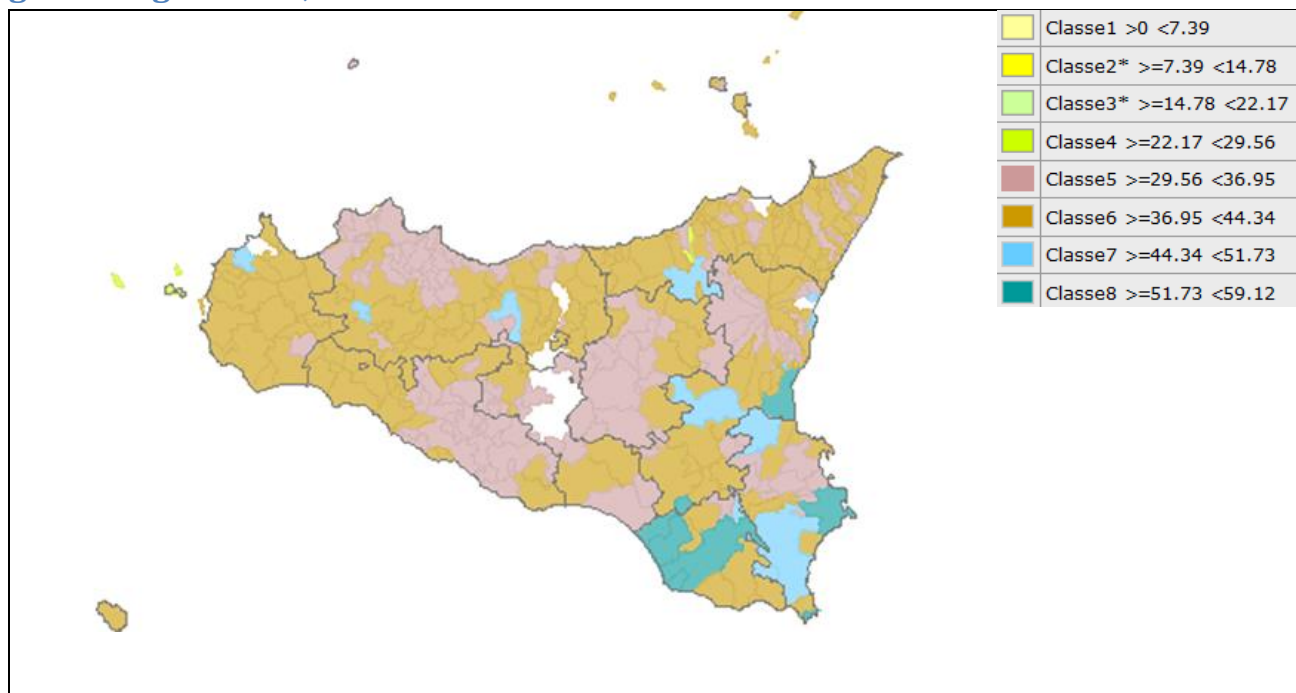 Classe1 >0 <7.39
Classe2* >=7.39 <14.78
Classe3* >=14.78 <22.17
Classe4 >=22.17 <29.56
Classe5 >=29.56 <36.95
Classe6 >=36.95 <44.34
Classe7 >=44.34 <51.73
Classe8 >=51.73 <59.12